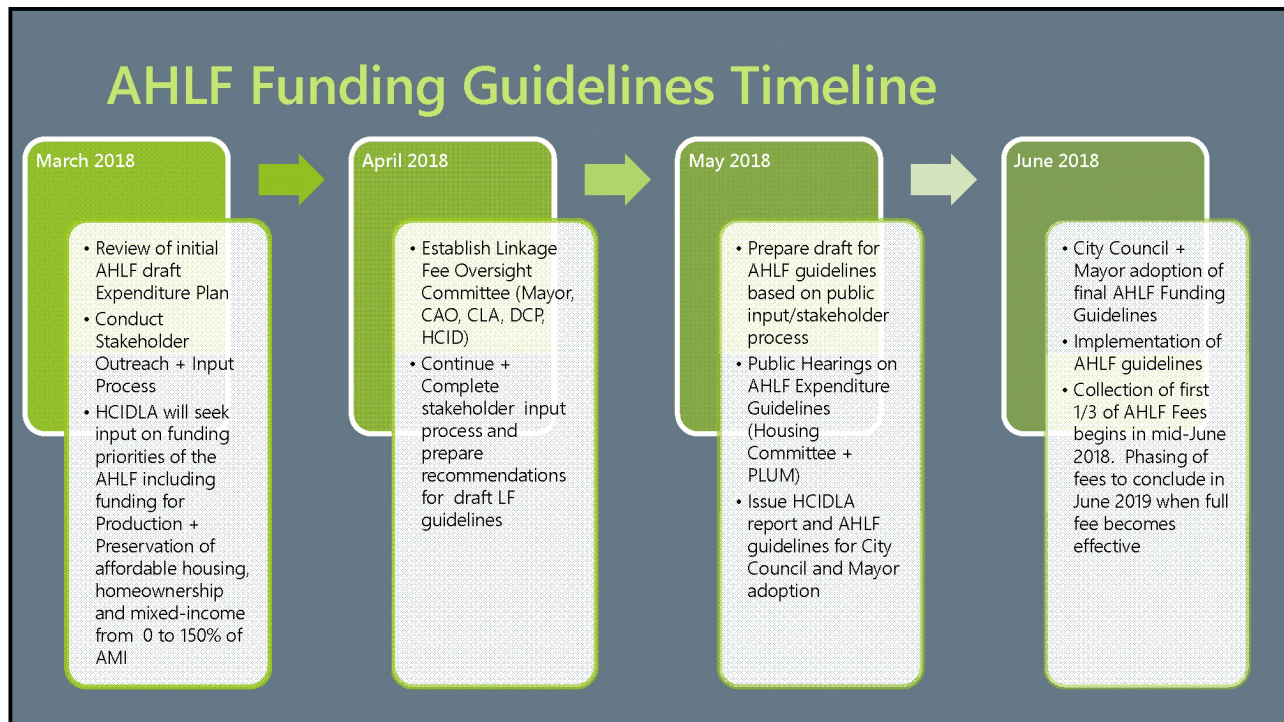 AHLF Funding Guidelines Timeline
March 2018
• Review of initial
AHLF draft
Expenditure Plan
• Conduct
Stakeholder
Outreach + Input
Process
• HCIDLA will seek
input on funding
priorities of the
AHLF including
funding for
Production +
Preservation of
affordable housing,
homeownership
and mixed-income
from 0 to 150% of
AMI
April 2018
• Establish Linkage
Fee Oversight
Committee (Mayor,
CAO, CLA, DCP,
HCID)
• Continue +
Complete
stakeholder input
process and
prepare
recommendations
for draft LF
guidelines
May 2018
• Prepare draft for
AHLF guidelines
based on public
input/stakeholder
process
• Public Hearings on
AHLF Expenditure
Guidelines
(Housing
Committee +
PLUM)
• Issue HCIDLA
report and AHLF
guidelines for City
Council and Mayor
adoption
June 2018
• City Council +
Mayor adoption of
final AHLF Funding
Guidelines
• Implementation of
AHLF guidelines
• Collection of first
1/3 of AHLF Fees
begins in mid-June
2018. Phasing of
fees to conclude in
June 2019 when full
fee becomes
effective